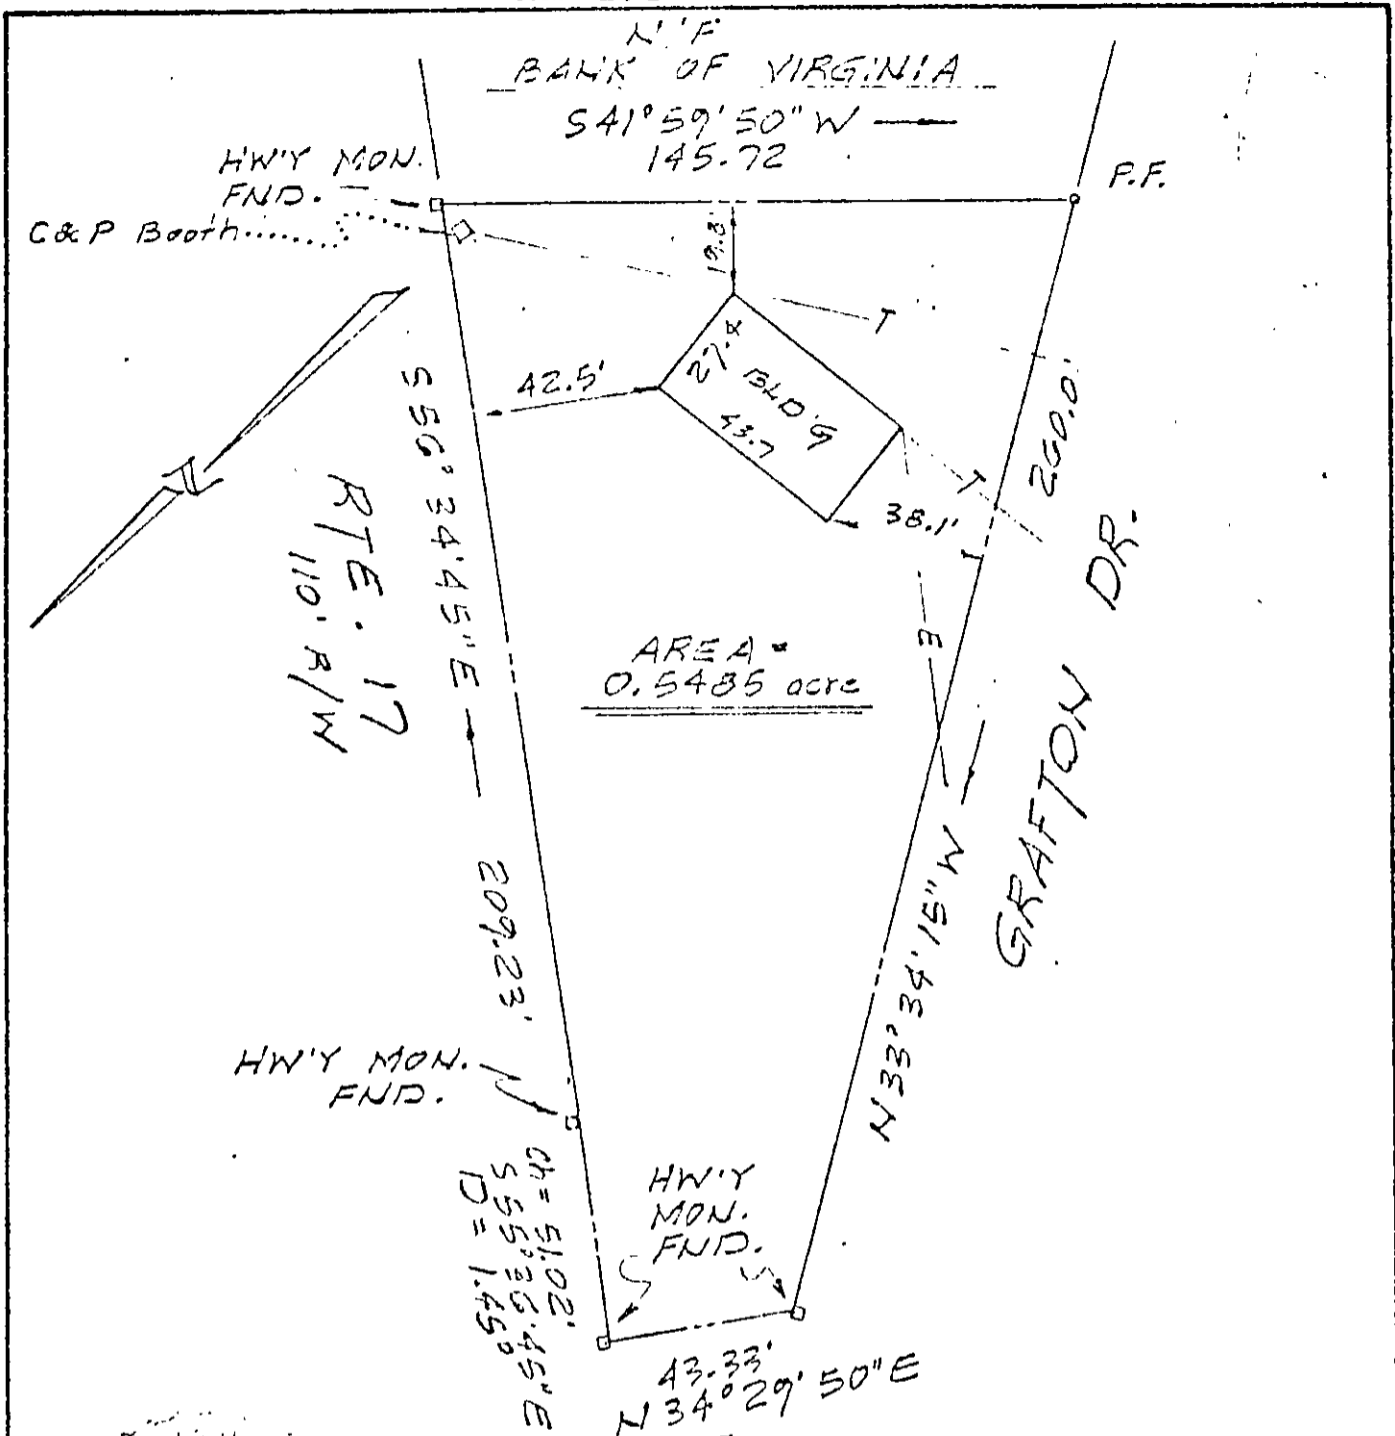 N/F
BANK OF VIRGINIA
S41°59'50"W
145.72
HW'Y MON.
FND.
P.F.
C&P Booth
19.8'
T
27.8
BLD'G
43.7
42.5'
260.0'
T
38.1'
S56°34'45"E
209.23'
RTE. 17
110' R/W
AREA =
0.5485 acre
E
GRAFTON DR.
N33°34'15"W
HW'Y MON.
FND.
Ch = 51.02'
S55°26'45"E
D = 1.45°
HW'Y
MON.
FND.
43.33'
N34°29'50"E